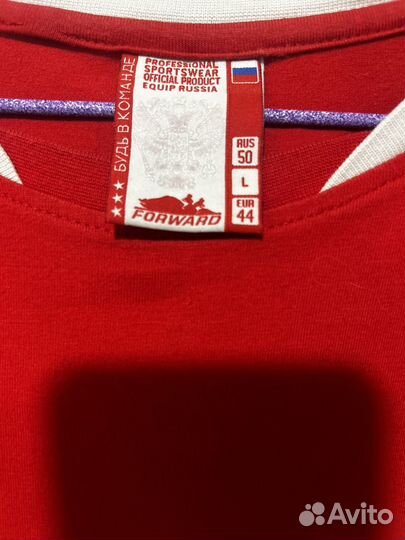 PROFESSIONAL
SPORTSWEAR
OFFICIAL PRODUCT
EQUIP RUSSIA
БУДЬ В КОМАНДЕ
RUS
50
L
EUR
44
FORWARD
Avito